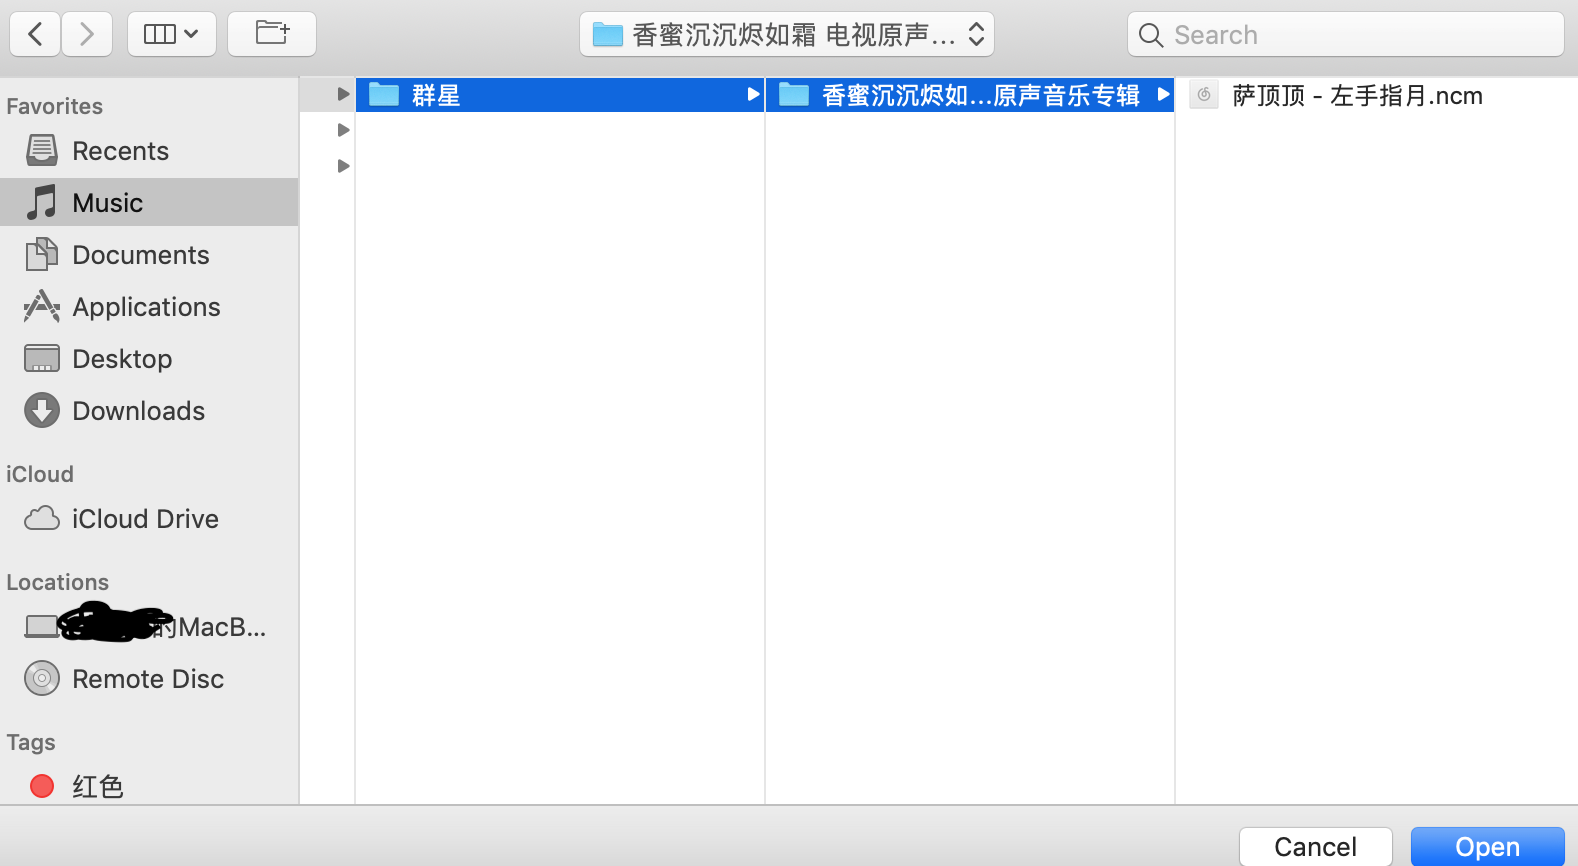 香蜜沉沉烬如霜 电视原声...
Search
Favorites
Recents
Music
Documents
Applications
Desktop
Downloads
iCloud
iCloud Drive
Locations
的MacB...
Remote Disc
Tags
红色
群星
香蜜沉沉烬如...原声音乐专辑
萨顶顶 - 左手指月.ncm
Cancel
Open